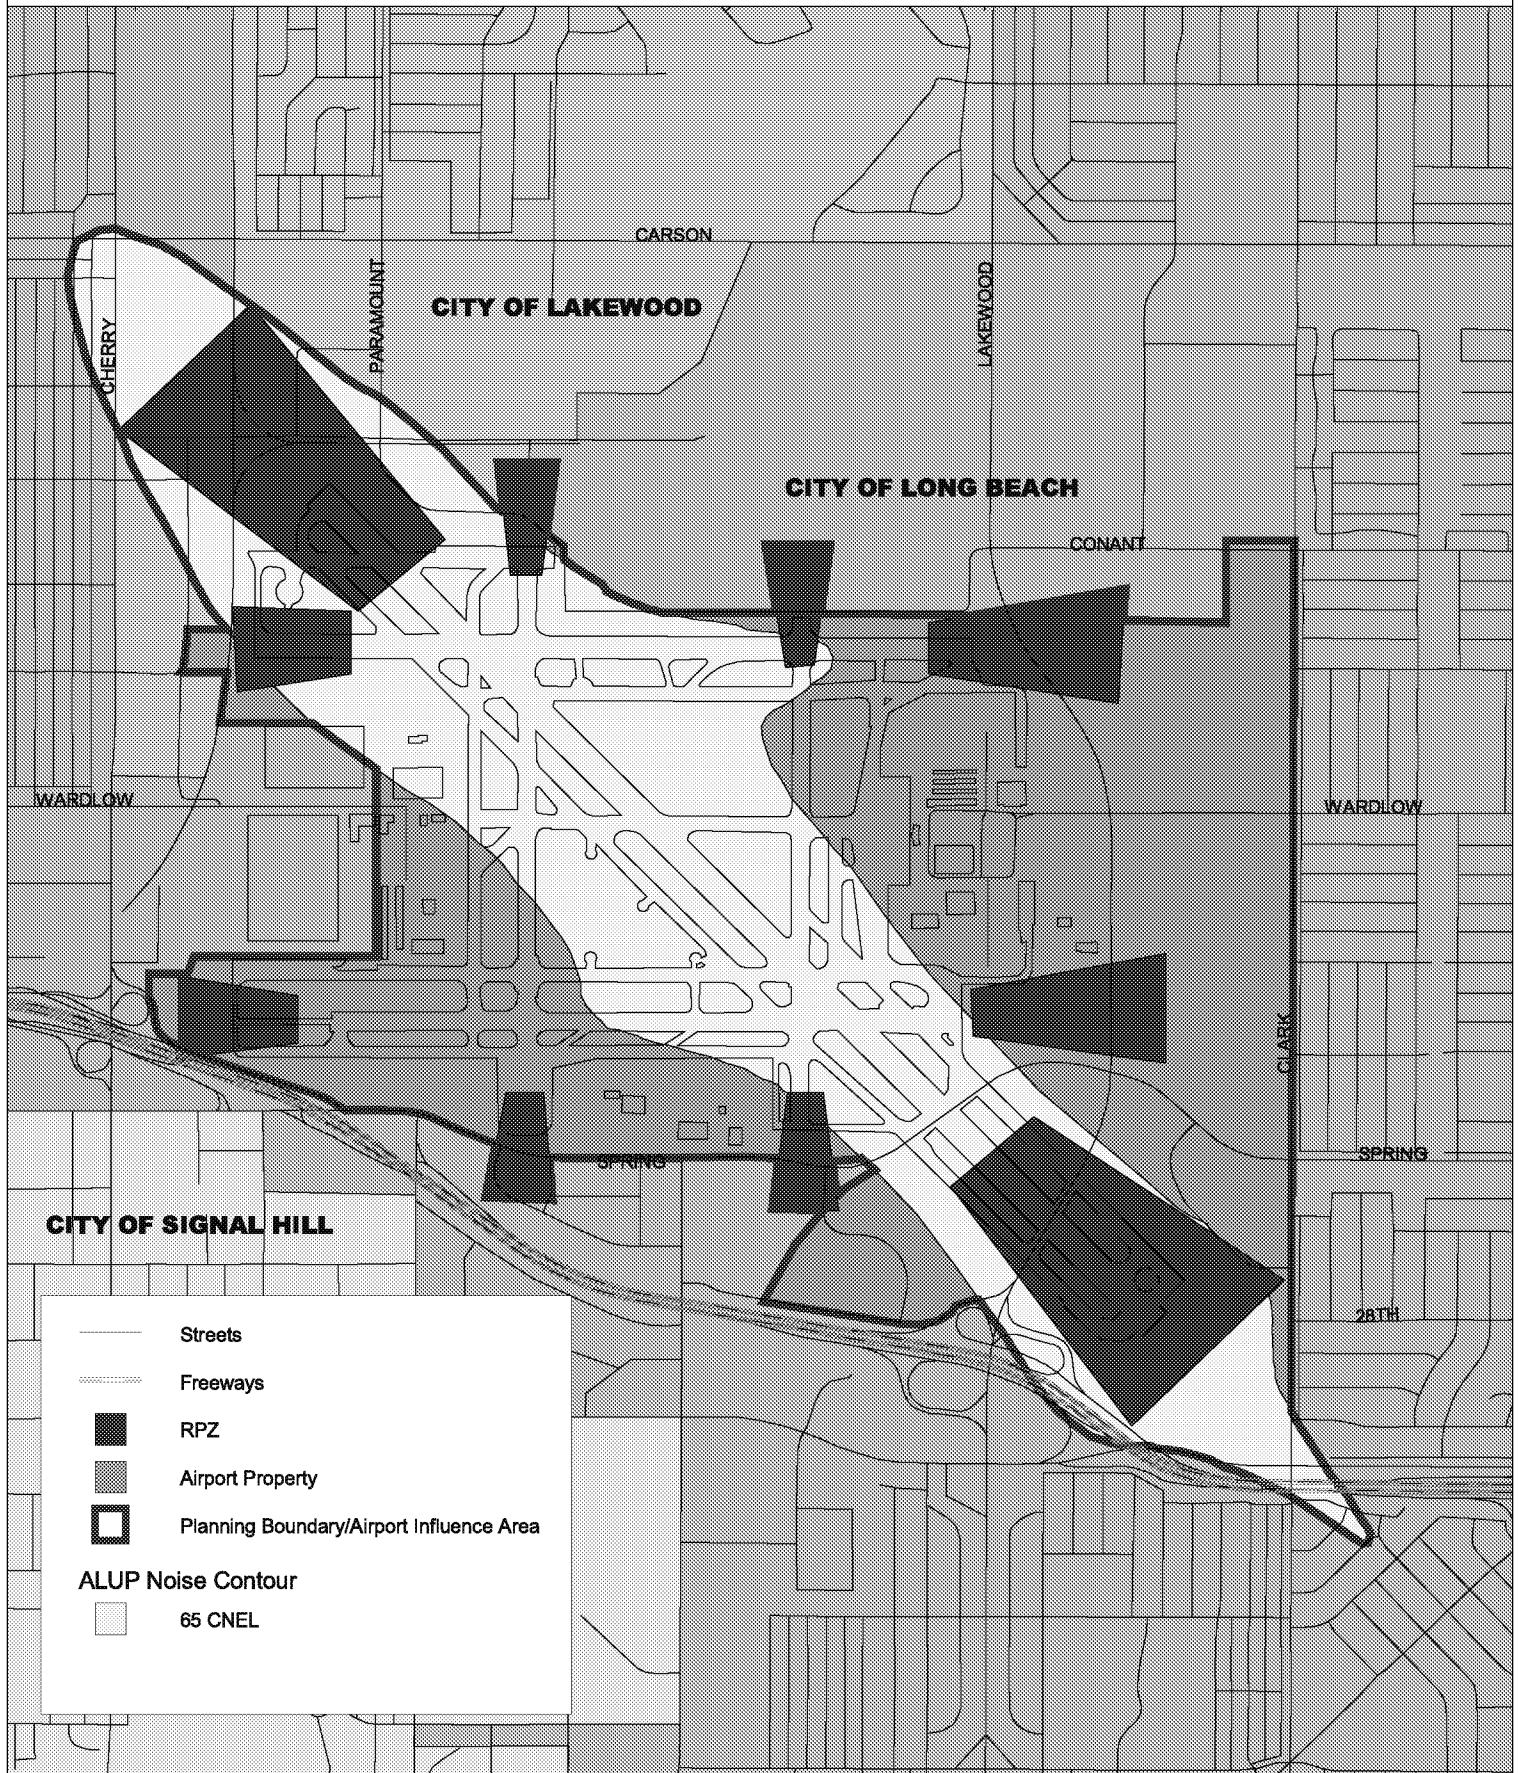 CARSON
PARAMOUNT
LAKEWOOD
CITY OF LAKEWOOD
CHERRY
CITY OF LONG BEACH
CONANT
WARDLOW
WARDLOW
CLARK
SPRING
SPRING
CITY OF SIGNAL HILL
28TH
Streets
Freeways
RPZ
Airport Property
Planning Boundary/Airport Influence Area
ALUP Noise Contour
65 CNEL